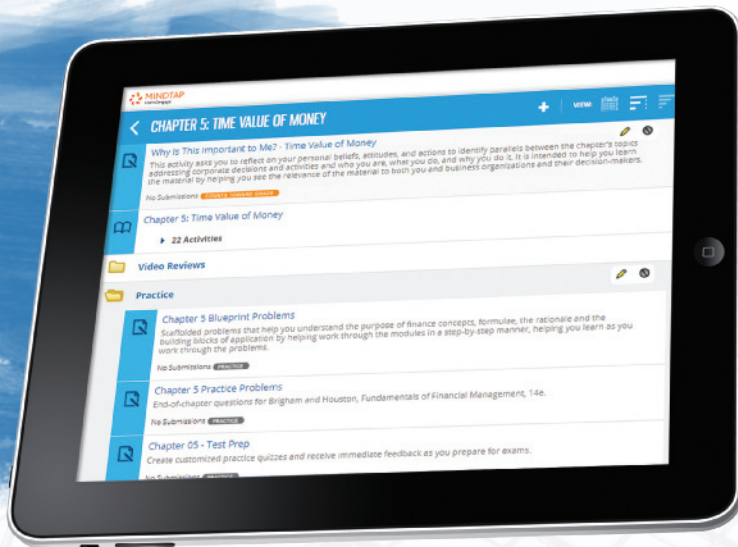 MINDTAP
CHAPTER 5: TIME VALUE OF MONEY
VIEW:
Why Is This Important to Me? - Time Value of Money
This activity asks you to reflect on your personal beliefs, attitudes, and actions to identify parallels between the chapter's topics
addressing corporate decisions and activities and who you are, what you do, and why you do it. It is intended to help you learn
the material by helping you see the relevance of the material to both you and business organizations and their decision-makers.
No Submissions COUNTS TOWARD GRADE
Chapter 5: Time Value of Money
22 Activities
Video Reviews
Practice
Chapter 5 Blueprint Problems
Scaffolded problems that help you understand the purpose of finance concepts, formulae, the rationale and the
building blocks of application by helping work through the modules in a step-by-step manner, helping you learn as you
work through the problems.
No Submissions PRACTICE
Chapter 5 Practice Problems
End-of-chapter questions for Brigham and Houston, Fundamentals of Financial Management, 14e.
No Submissions PRACTICE
Chapter 05 - Test Prep
Create customized practice quizzes and receive immediate feedback as you prepare for exams.
No Submissions PRACTICE